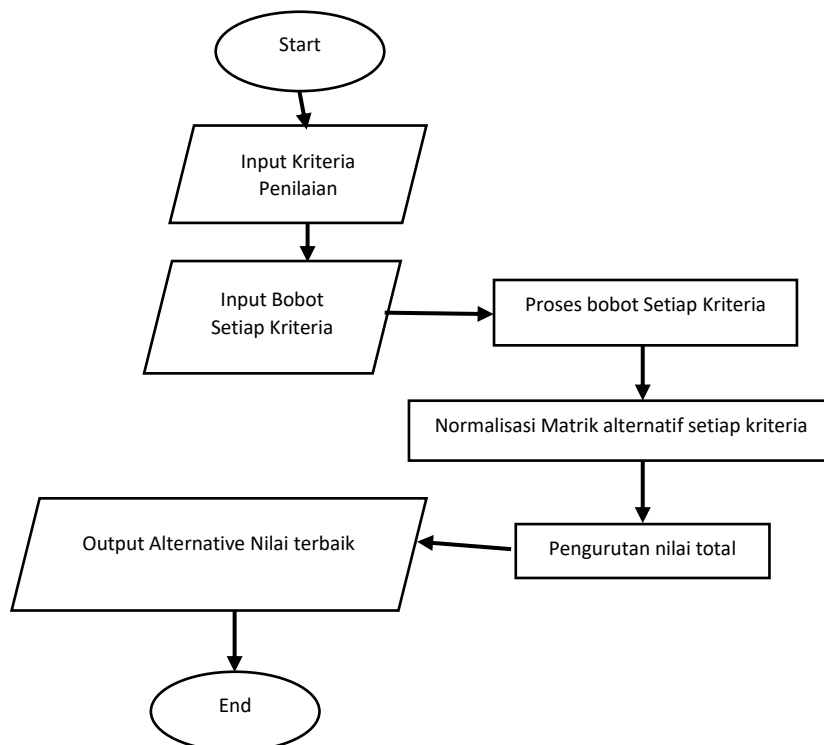 Start
Input Kriteria
Penilaian
Input Bobot
Setiap Kriteria
Proses bobot Setiap Kriteria
Normalisasi Matrik alternatif setiap kriteria
Pengurutan nilai total
Output Alternative Nilai terbaik
End